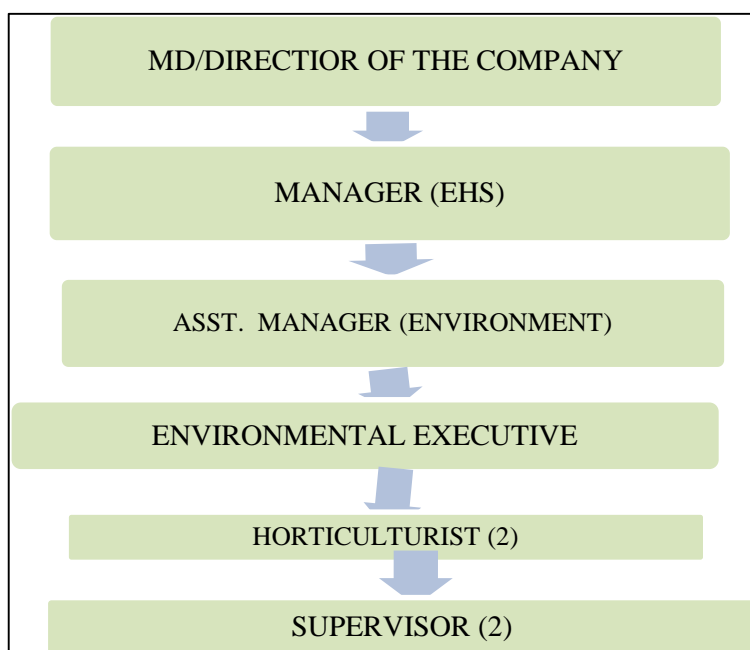 MD/DIRECTIOR OF THE COMPANY
MANAGER (EHS)
ASST. MANAGER (ENVIRONMENT)
ENVIRONMENTAL EXECUTIVE
HORTICULTURIST (2)
SUPERVISOR (2)